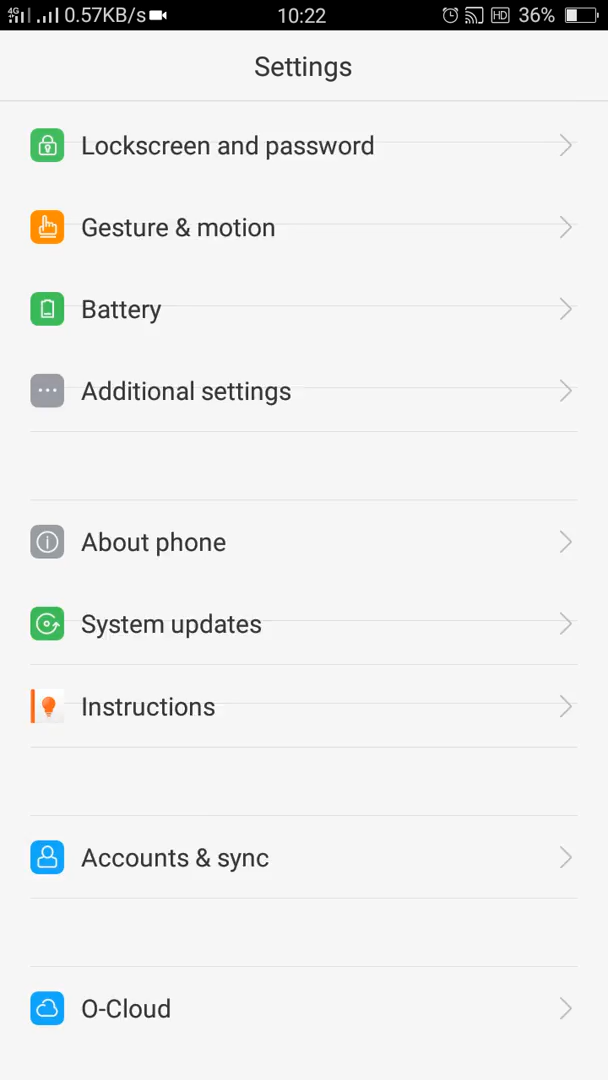 4G 0.57KB/s 10:22 HD 36%
Settings
Lockscreen and password
Gesture & motion
Battery
Additional settings
About phone
System updates
Instructions
Accounts & sync
O-Cloud